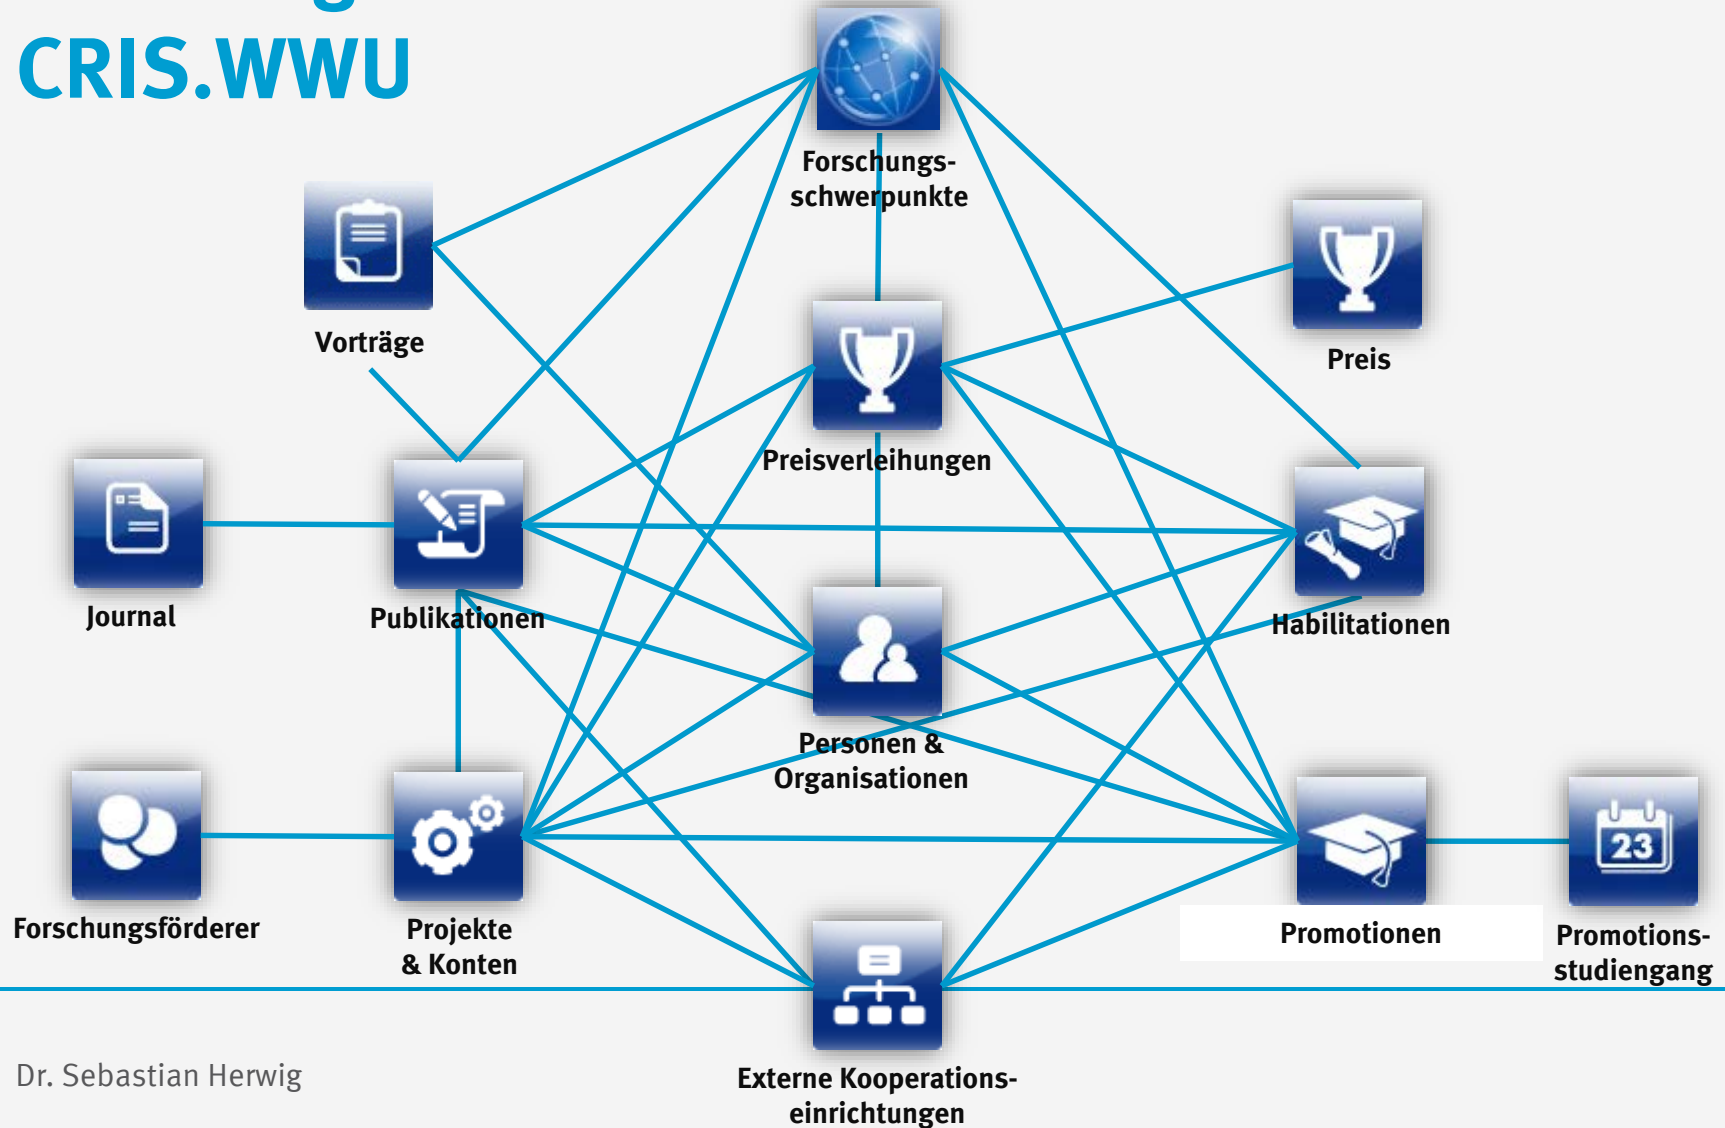 CRIS.WWU
Forschungs-
schwerpunkte
Vorträge
Preis
Preisverleihungen
Journal
Publikationen
Habilitationen
Personen &
Organisationen
23
Forschungsförderer
Projekte
& Konten
Promotionen
Promotions-
studiengang
Externe Kooperations-
einrichtungen
Dr. Sebastian Herwig